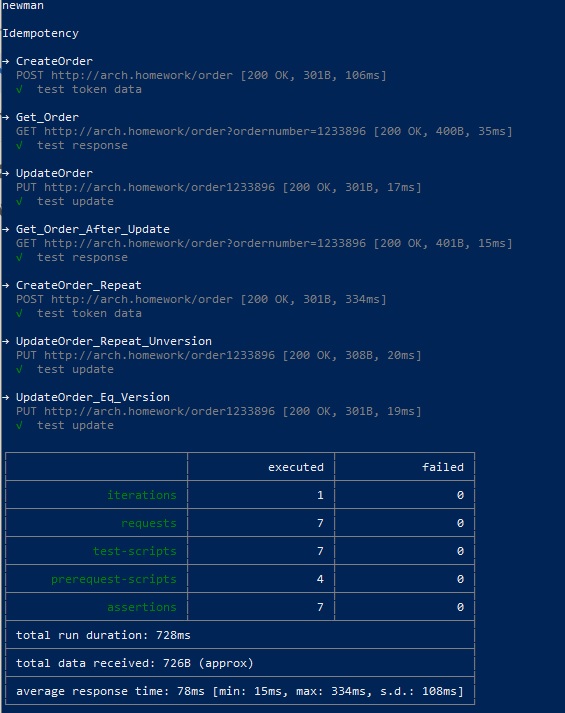 newman
Idempotency
→ CreateOrder
POST http://arch.homework/order [200 OK, 301B, 106ms]
√ test token data
→ Get_Order
GET http://arch.homework/order?ordernumber=1233896 [200 OK, 400B, 35ms]
√ test response
→ UpdateOrder
PUT http://arch.homework/order1233896 [200 OK, 301B, 17ms]
√ test update
→ Get_Order_After_Update
GET http://arch.homework/order?ordernumber=1233896 [200 OK, 401B, 15ms]
√ test response
→ CreateOrder_Repeat
POST http://arch.homework/order [200 OK, 301B, 334ms]
√ test token data
→ UpdateOrder_Repeat_Unversion
PUT http://arch.homework/order1233896 [200 OK, 308B, 20ms]
√ test update
→ UpdateOrder_Eq_Version
PUT http://arch.homework/order1233896 [200 OK, 301B, 19ms]
√ test update
executed failed
iterations 1 0
requests 7 0
test-scripts 7 0
prerequest-scripts 4 0
assertions 7 0
total run duration: 728ms
total data received: 726B (approx)
average response time: 78ms [min: 15ms, max: 334ms, s.d.: 108ms]